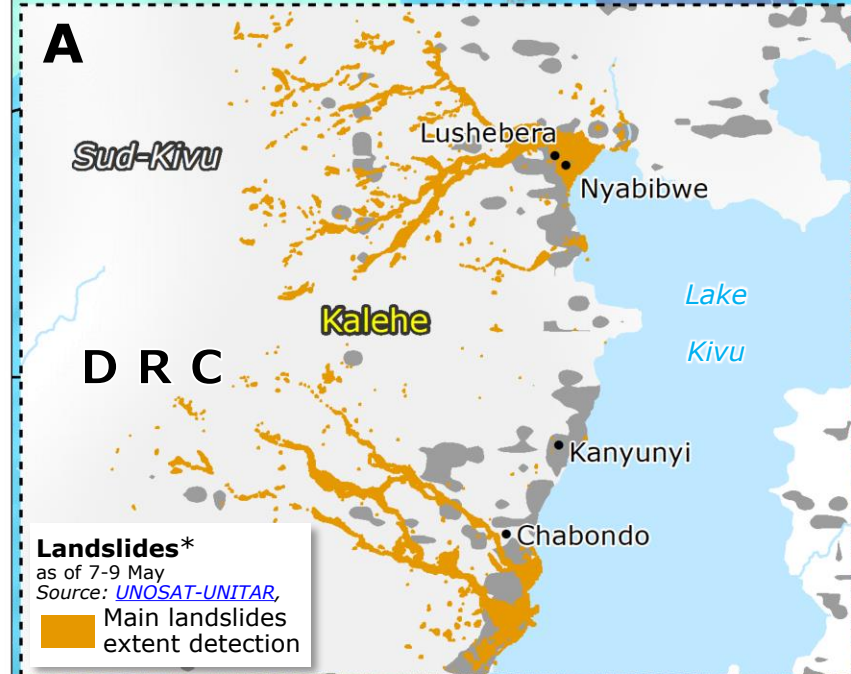 A
Lushebera
Sud-Kivu
Nyabibwe
Lake
Kivu
Kalehe
D R C
Kanyunyi
Chabondo
Landslides*
as of 7-9 May
Source: UNOSAT-UNITAR,
Main landslides
extent detection